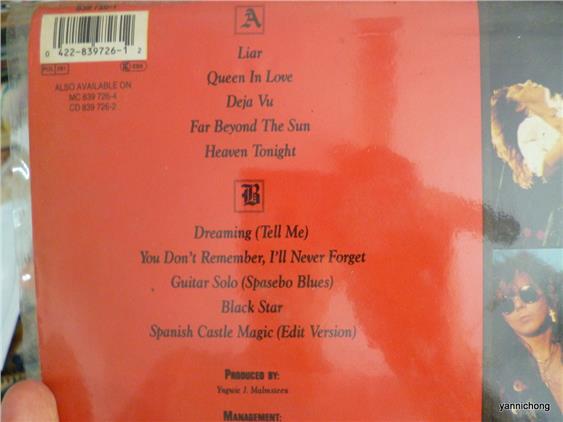 0 422-839726-1 2
ALSO AVAILABLE ON
MC 839 726-4
CD 839 726-2
A
Liar
Queen In Love
Deja Vu
Far Beyond The Sun
Heaven Tonight
B
Dreaming (Tell Me)
You Don't Remember, I'll Never Forget
Guitar Solo (Spasebo Blues)
Black Star
Spanish Castle Magic (Edit Version)
PRODUCED BY:
Yngwie J. Malmsteen
MANAGEMENT:
yannichong